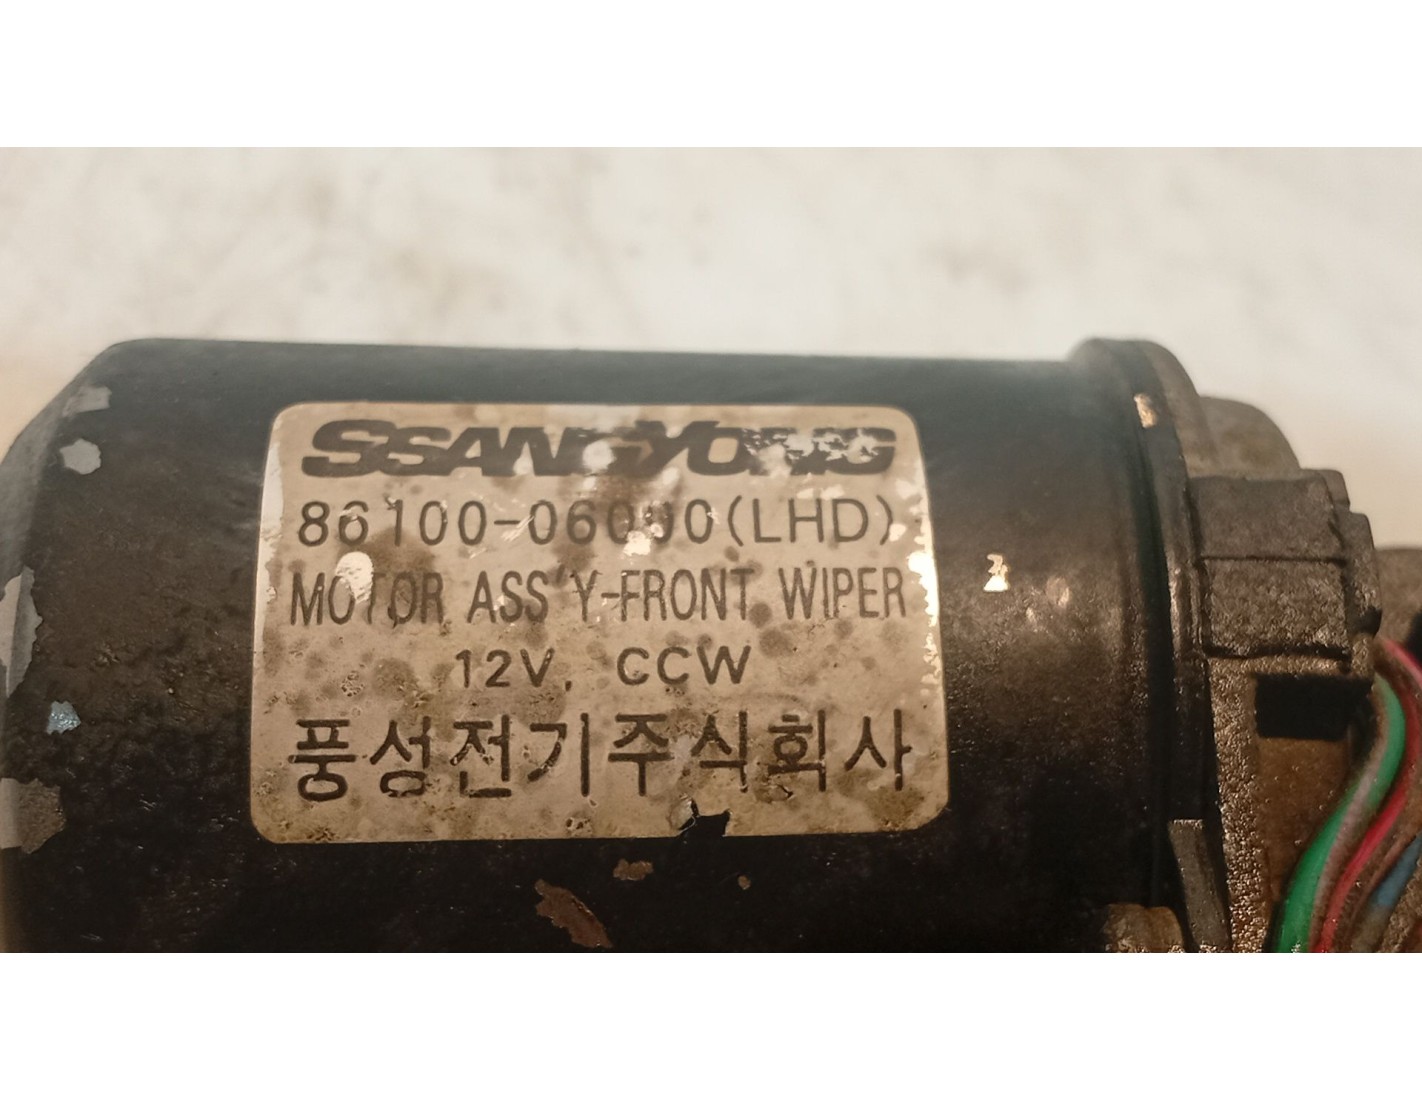 SSANGYONG
86100-06000(LHD)
MOTOR ASS'Y-FRONT WIPER
12V, CCW
풍성전기주식회사